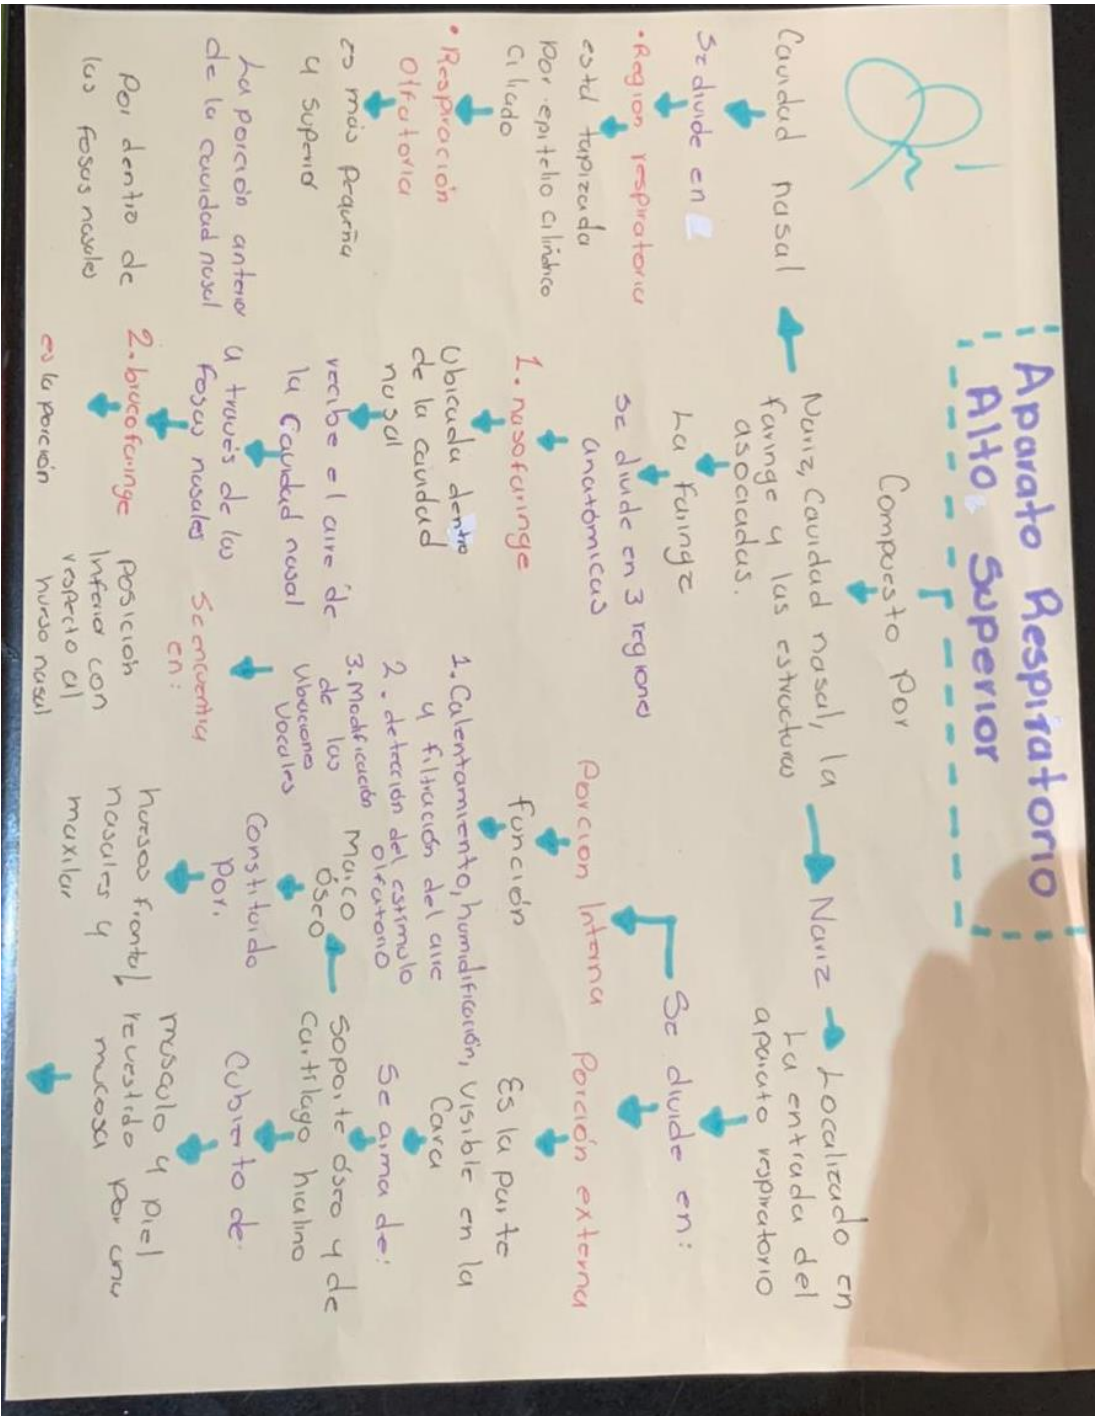 Aparato Respiratorio
Alto Superior
Compuesto por
Nariz, Cavidad nasal, la
faringe y las estructuras
asociadas.
Cavidad nasal
Se divide en
• Region respiratoria
esta tapizada
por epitelio cilindrico
ciliado
• Respiración
olfatoria
es más pequeña
y superior
La porción anterior
de la cavidad nasal
Por dentro de
las fosas nasales
La faringe
Se divide en 3 regiones
anatómicas
1. nasofaringe
Ubicada dentro
de la cavidad
nasal
recibe el aire de
la Cavidad nasal
a través de las
fosas nasales
2. bucofaringe
es la porción
Nariz
Localizado en
La entrada del
aparato respiratorio
Se divide en:
Porcion Interna
función
1. Calentamiento, humidificación,
y filtración del aire
2. detección del estimulo
olfatorio
3. Modificación
de las
Vocales
Se encuentra
en:
posición
Inferior con
respecto al
hueso nasal
Porción externa
Es la parte
visible en la
Cara
Se arma de:
Soporte óseo y de
Cartílago hialino
Marco
óseo
Constituido
por.
huesos frontal,
nasales y
maxilar
Cubierto de.
musculo y piel
revestido por una
mucosa